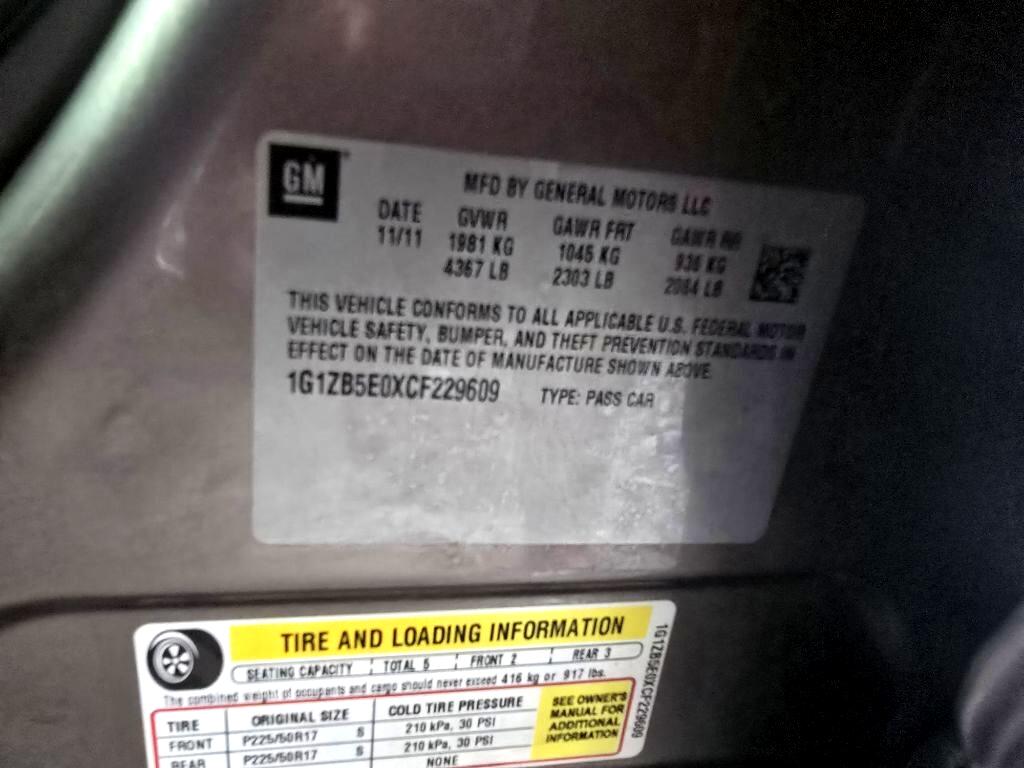 GM
MFD BY GENERAL MOTORS LLC
DATE GVWR GAWR FRT GAWR RR
11/11 1981 KG 1045 KG 936 KG
4367 LB 2303 LB 2064 LB
THIS VEHICLE CONFORMS TO ALL APPLICABLE U.S. FEDERAL MOTOR
VEHICLE SAFETY, BUMPER, AND THEFT PREVENTION STANDARDS IN
EFFECT ON THE DATE OF MANUFACTURE SHOWN ABOVE.
1G1ZB5E0XCF229609 TYPE: PASS CAR
TIRE AND LOADING INFORMATION
SEATING CAPACITY TOTAL 5 FRONT 2 REAR 3
The combined weight of occupants and cargo should never exceed 416 kg or 917 lbs.
TIRE ORIGINAL SIZE COLD TIRE PRESSURE
FRONT P225/50R17 S 210 kPa, 30 PSI
REAR P225/50R17 S 210 kPa, 30 PSI
NONE
SEE OWNER'S
MANUAL FOR
ADDITIONAL
INFORMATION
1G1ZB5E0XCF229609